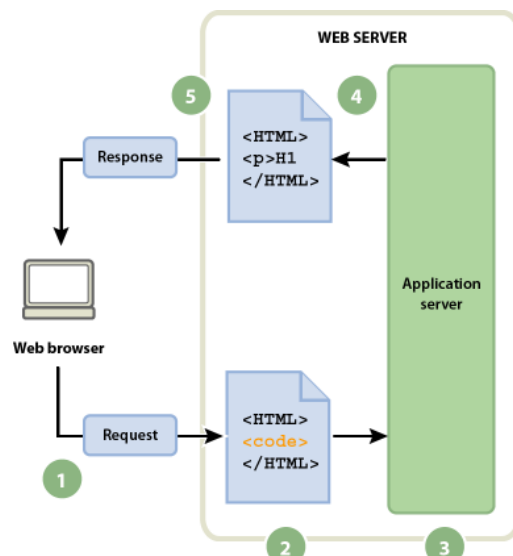 WEB SERVER
5
4
<HTML>
<p>H1
</HTML>
Response
Application
server
Web browser
<HTML>
<code>
</HTML>
Request
1
2
3